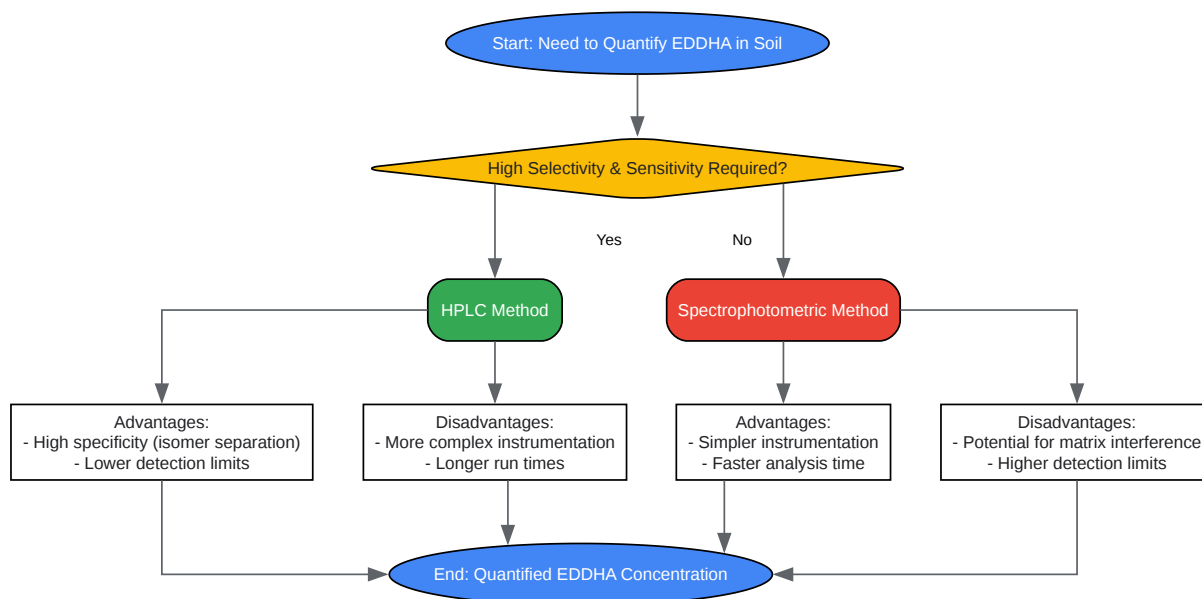 Start: Need to Quantify EDDHA in Soil
High Selectivity & Sensitivity Required?
Yes
No
HPLC Method
Spectrophotometric Method
Advantages:
- High specificity (isomer separation)
- Lower detection limits
Disadvantages:
- More complex instrumentation
- Longer run times
Advantages:
- Simpler instrumentation
- Faster analysis time
Disadvantages:
- Potential for matrix interference
- Higher detection limits
End: Quantified EDDHA Concentration